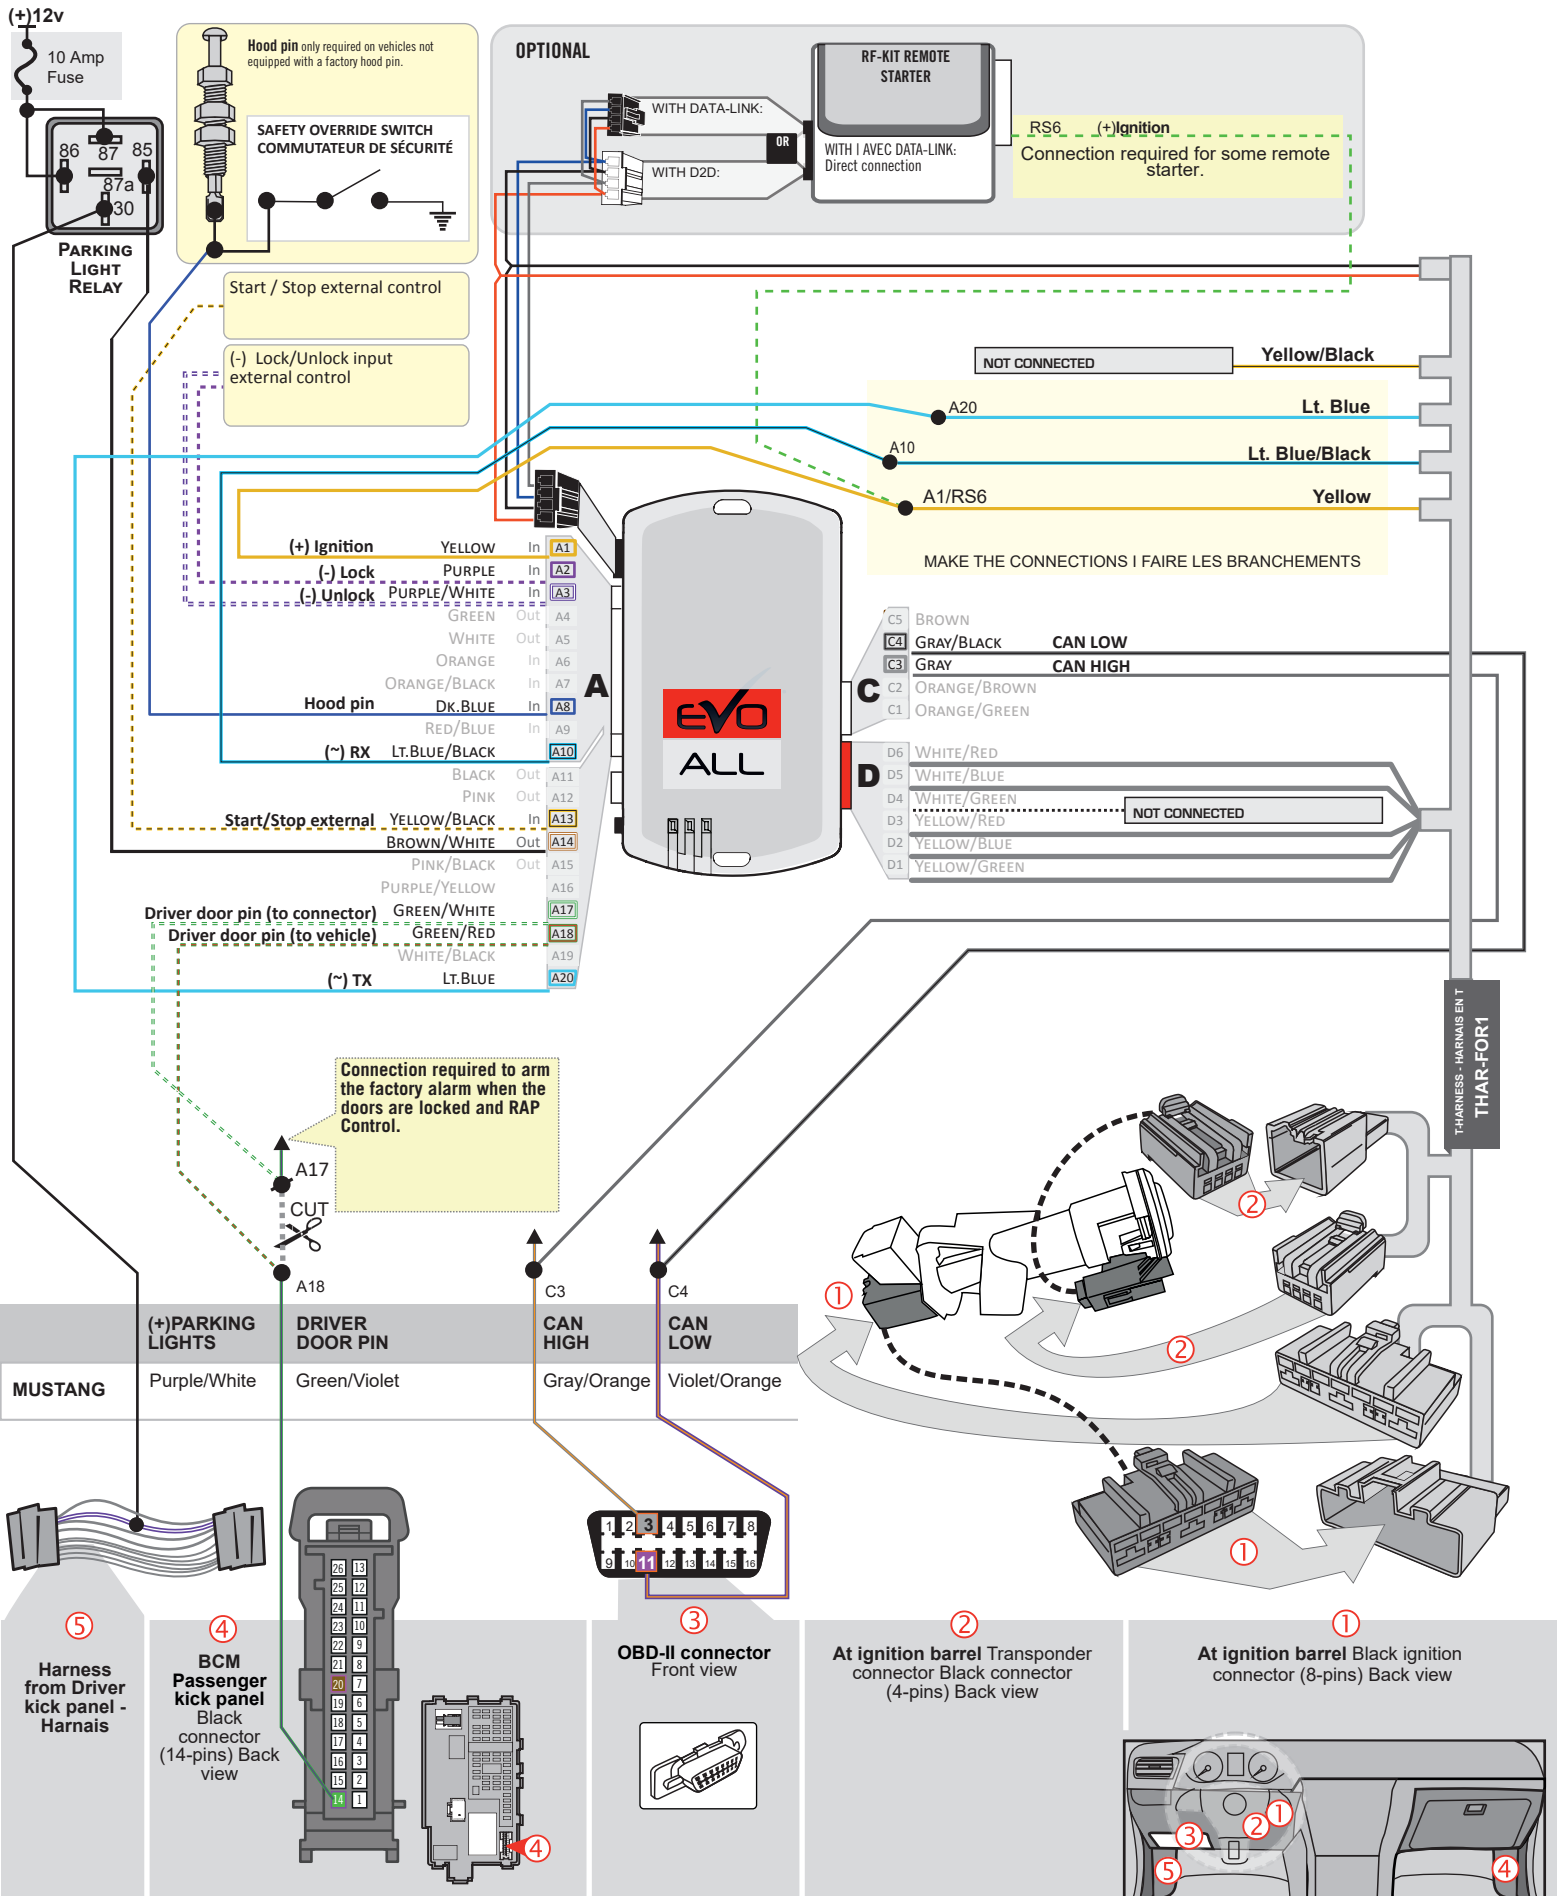 (+)12v
10 Amp
Fuse
86
87
85
87a
30
PARKING
LIGHT
RELAY
Hood pin only required on vehicles not
equipped with a factory hood pin.
SAFETY OVERRIDE SWITCH
COMMUTATEUR DE SÉCURITÉ
Start / Stop external control
(-) Lock/Unlock input
external control
OPTIONAL
WITH DATA-LINK:
OR
WITH D2D:
RF-KIT REMOTE
STARTER
WITH I AVEC DATA-LINK:
Direct connection
RS6 (+)Ignition
Connection required for some remote
starter.
NOT CONNECTED
Yellow/Black
A20
Lt. Blue
A10
Lt. Blue/Black
A1/RS6
Yellow
MAKE THE CONNECTIONS I FAIRE LES BRANCHEMENTS
(+) Ignition YELLOW In A1
(-) Lock PURPLE In A2
(-) Unlock PURPLE/WHITE In A3
GREEN Out A4
WHITE Out A5
ORANGE In A6
ORANGE/BLACK In A7
Hood pin DK.BLUE In A8
RED/BLUE In A9
(~) RX LT.BLUE/BLACK A10
BLACK Out A11
PINK Out A12
Start/Stop external YELLOW/BLACK In A13
BROWN/WHITE Out A14
PINK/BLACK Out A15
PURPLE/YELLOW A16
Driver door pin (to connector) GREEN/WHITE A17
Driver door pin (to vehicle) GREEN/RED A18
WHITE/BLACK A19
(~) TX LT.BLUE A20
A
EVO
ALL
C
C5 BROWN
C4 GRAY/BLACK CAN LOW
C3 GRAY CAN HIGH
C2 ORANGE/BROWN
C1 ORANGE/GREEN
D
D6 WHITE/RED
D5 WHITE/BLUE
D4 WHITE/GREEN
NOT CONNECTED
D3 YELLOW/RED
D2 YELLOW/BLUE
D1 YELLOW/GREEN
T-HARNESS - HARNAIS EN T
THAR-FOR1
Connection required to arm
the factory alarm when the
doors are locked and RAP
Control.
A17
CUT
A18
C3
C4
(+)PARKING
LIGHTS
DRIVER
DOOR PIN
CAN
HIGH
CAN
LOW
MUSTANG
Purple/White
Green/Violet
Gray/Orange
Violet/Orange
1
2
2
1
26 13
25 12
24 11
23 10
22 9
21 8
20 7
19 6
18 5
17 4
16 3
15 2
14 1
1 2 3 4 5 6 7 8
9 10 11 12 13 14 15 16
5
Harness
from Driver
kick panel -
Harnais
4
BCM
Passenger
kick panel
Black
connector
(14-pins) Back
view
4
3
OBD-II connector
Front view
2
At ignition barrel Transponder
connector Black connector
(4-pins) Back view
1
At ignition barrel Black ignition
connector (8-pins) Back view
1
2
3
5
4